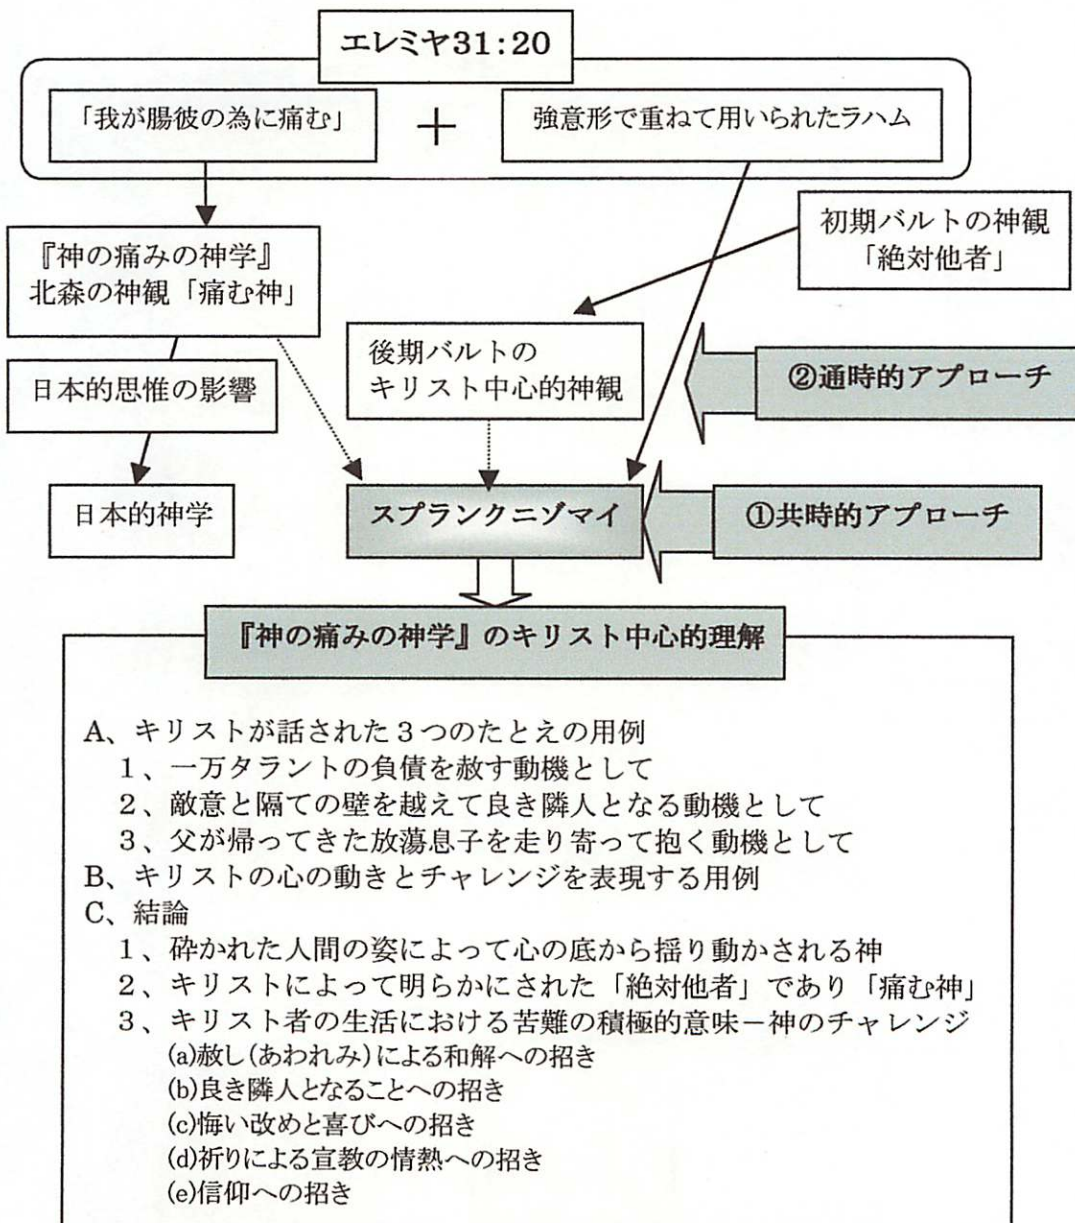 エレミヤ31:20
「我が腸彼の為に痛む」
+
強意形で重ねて用いられたラハム
初期バルトの神観
「絶対他者」
『神の痛みの神学』
北森の神観「痛む神」
後期バルトの
キリスト中心的神観
②通時的アプローチ
日本的思惟の影響
日本的神学
スプランクニゾマイ
①共時的アプローチ
『神の痛みの神学』のキリスト中心的理解
A、キリストが話された3つのたとえの用例
1、一万タラントの負債を赦す動機として
2、敵意と隔ての壁を越えて良き隣人となる動機として
3、父が帰ってきた放蕩息子を走り寄って抱く動機として
B、キリストの心の動きとチャレンジを表現する用例
C、結論
1、砕かれた人間の姿によって心の底から揺り動かされる神
2、キリストによって明らかにされた「絶対他者」であり「痛む神」
3、キリスト者の生活における苦難の積極的意味－神のチャレンジ
(a)赦し(あわれみ)による和解への招き
(b)良き隣人となることへの招き
(c)悔い改めと喜びへの招き
(d)祈りによる宣教の情熱への招き
(e)信仰への招き